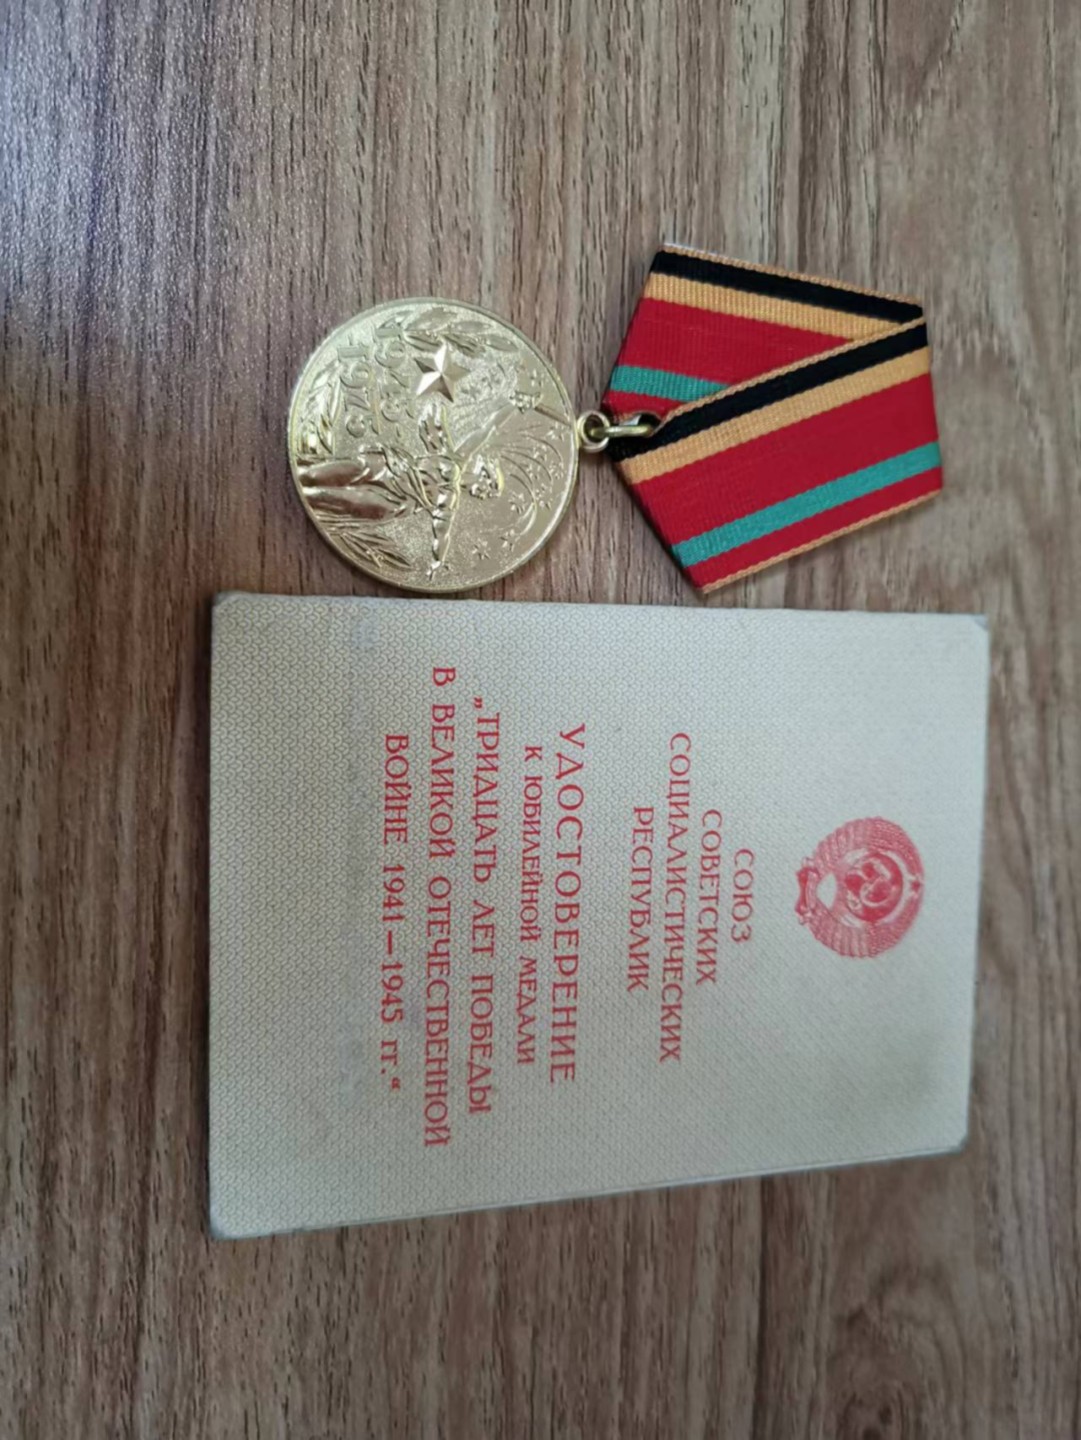 1945-
-1975
СОЮЗ
СОВЕТСКИХ
СОЦИАЛИСТИЧЕСКИХ
РЕСПУБЛИК
УДОСТОВЕРЕНИЕ
К ЮБИЛЕЙНОЙ МЕДАЛИ
„ТРИДЦАТЬ ЛЕТ ПОБЕДЫ
В ВЕЛИКОЙ ОТЕЧЕСТВЕННОЙ
ВОЙНЕ 1941—1945 гг.“